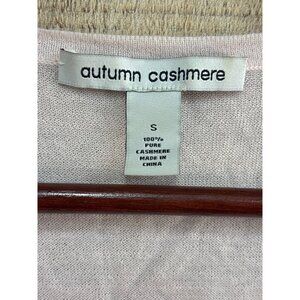 autumn cashmere
S
100%
PURE
CASHMERE
MADE IN
CHINA